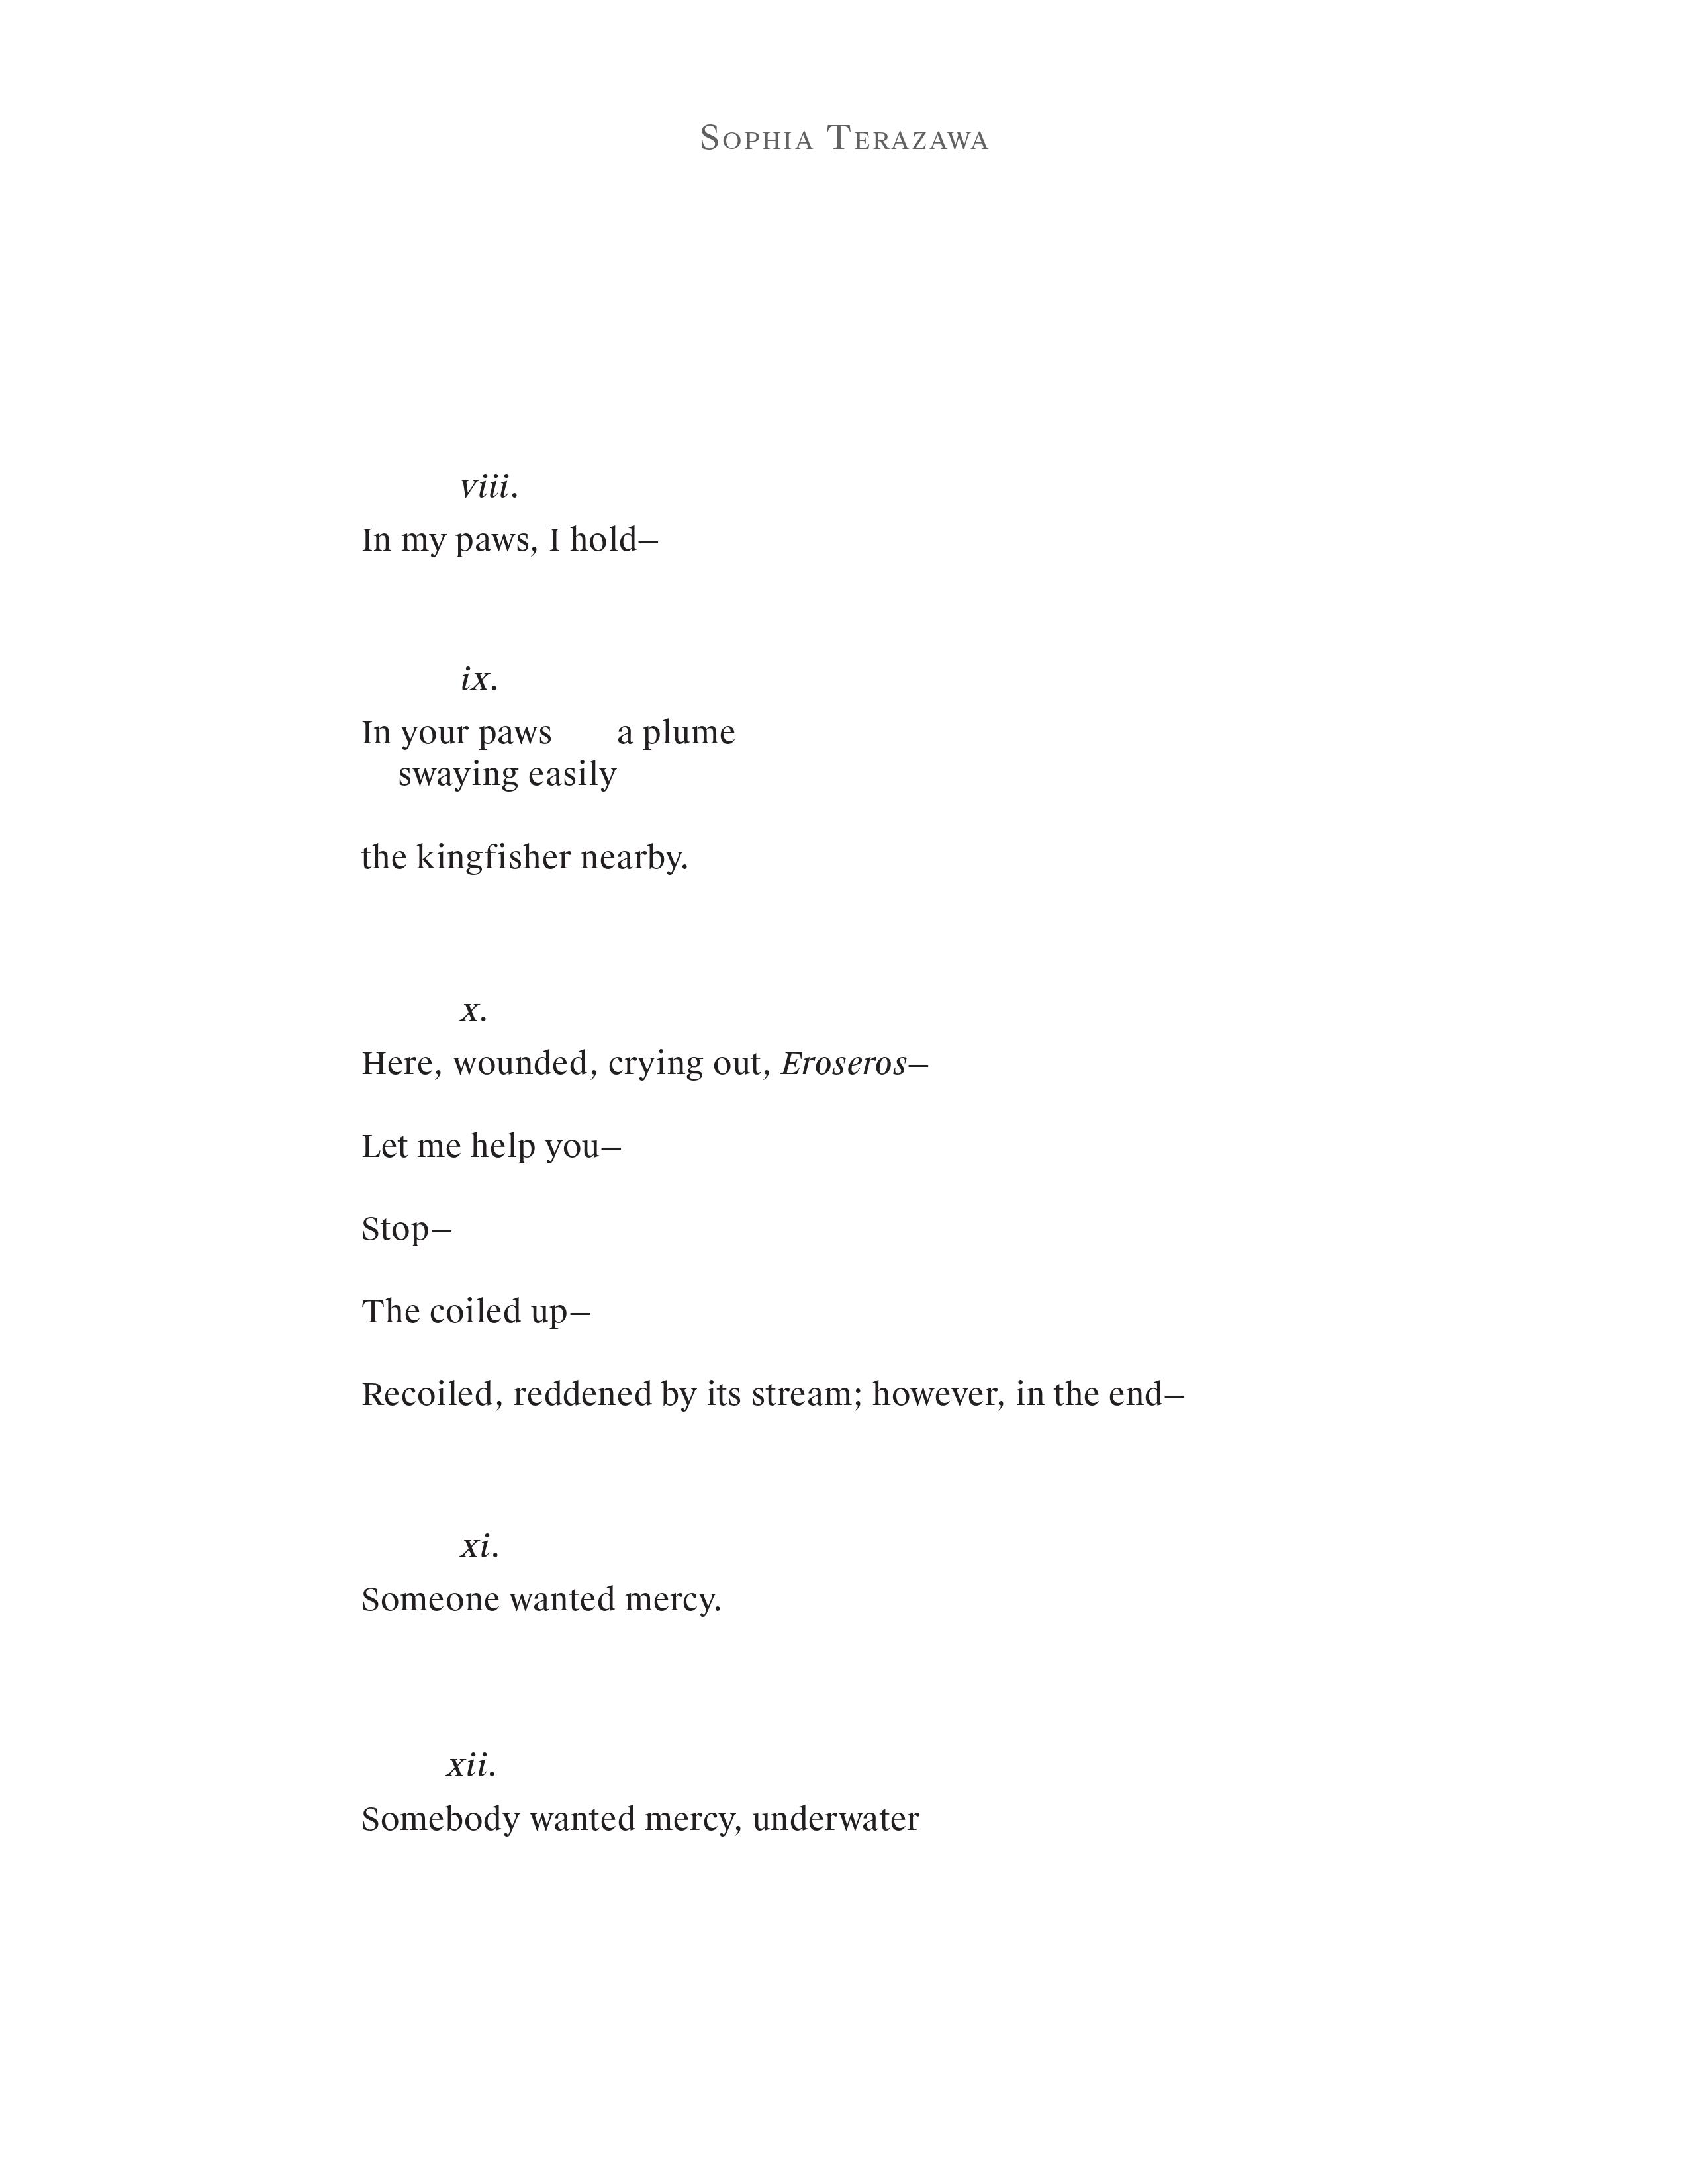 Sophia Terazawa
viii.
In my paws, I hold–
ix.
In your paws a plume
swaying easily
the kingfisher nearby.
x.
Here, wounded, crying out, Eroseros–
Let me help you–
Stop–
The coiled up–
Recoiled, reddened by its stream; however, in the end–
xi.
Someone wanted mercy.
xii.
Somebody wanted mercy, underwater